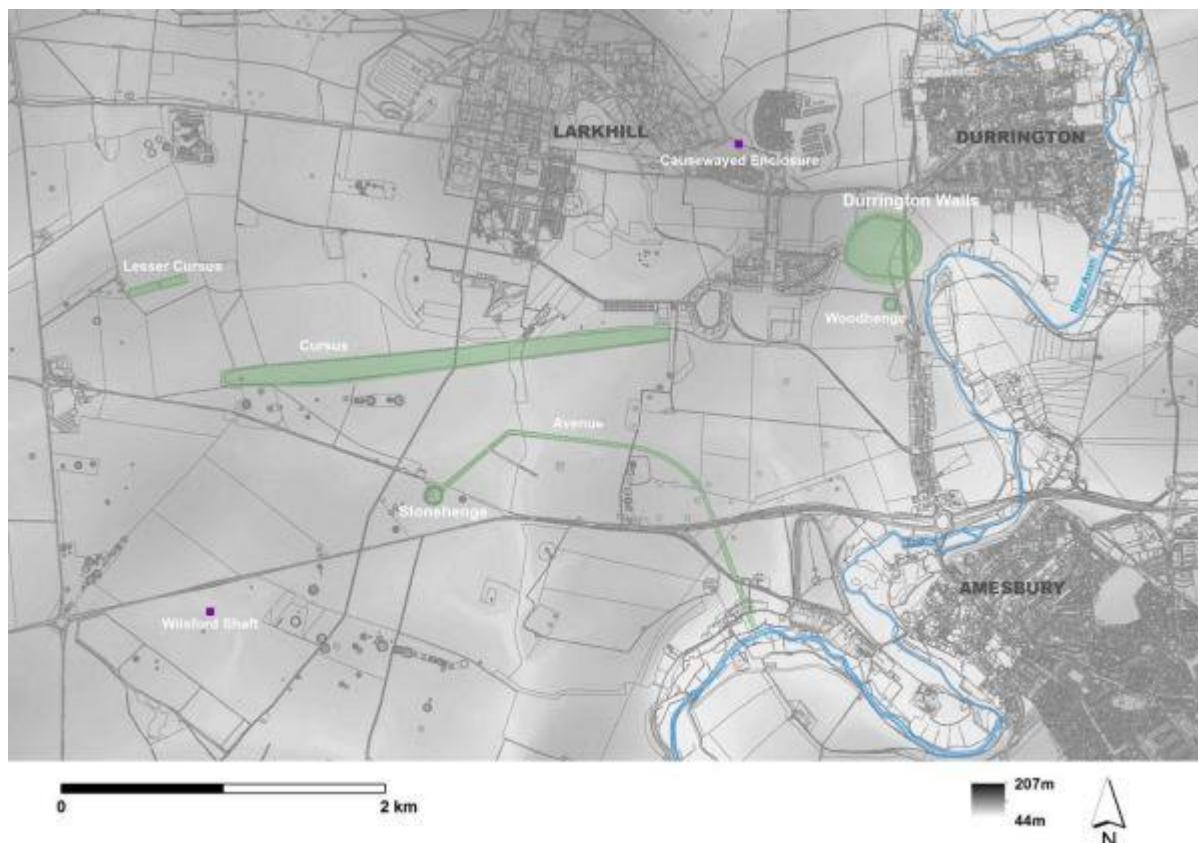 LARKHILL
DURRINGTON
Causewayed Enclosure
Durrington Walls
Lesser Cursus
River Avon
Woodhenge
Cursus
Avenue
Stonehenge
AMESBURY
Wilsford Shaft
0
2 km
207m
44m
N